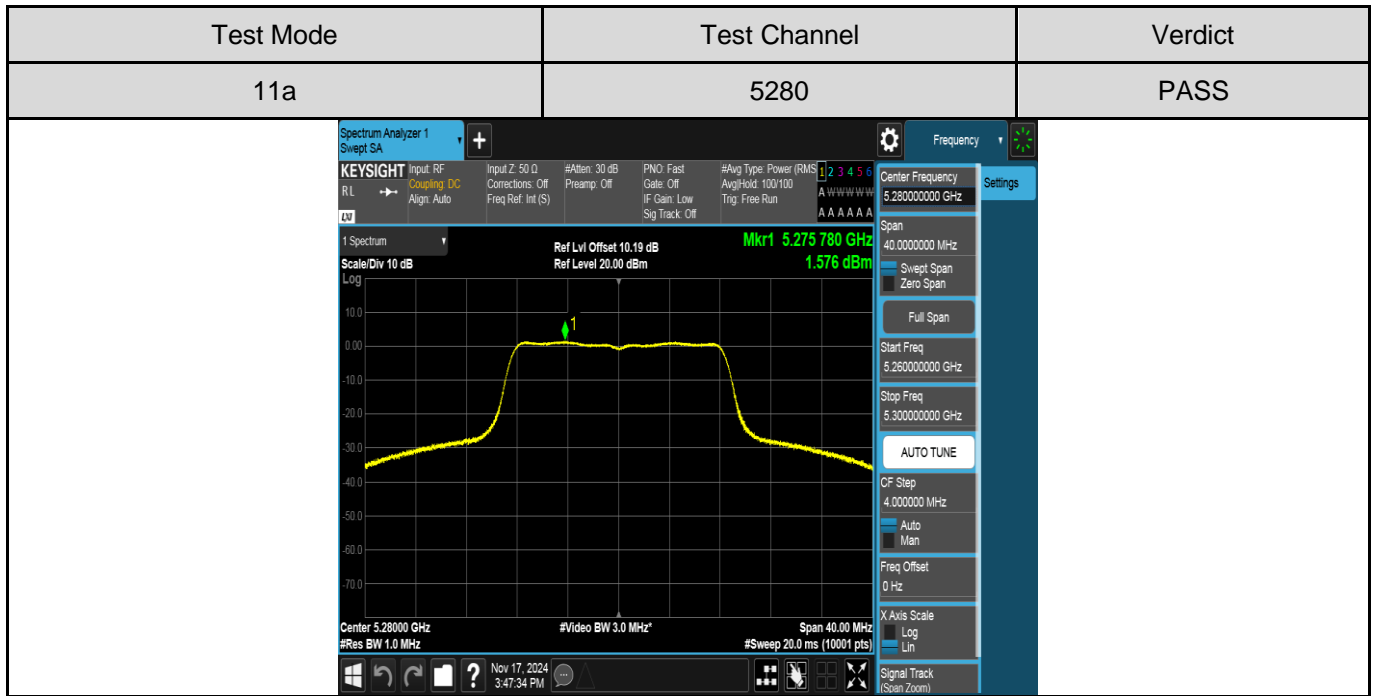 Test Mode Test Channel Verdict
11a 5280 PASS
Spectrum Analyzer 1
Swept SA
+
Frequency
KEYSIGHT
R L
LXI
Input: RF
Coupling: DC
Align: Auto
Input Z: 50 Ω
Corrections: Off
Freq Ref: Int (S)
#Atten: 30 dB
Preamp: Off
PNO: Fast
Gate: Off
IF Gain: Low
Sig Track: Off
#Avg Type: Power (RMS
Avg|Hold: 100/100
Trig: Free Run
1 2 3 4 5 6
A W W W W W
A A A A A A
1 Spectrum
Scale/Div 10 dB
Ref Lvl Offset 10.19 dB
Ref Level 20.00 dBm
Mkr1 5.275 780 GHz
1.576 dBm
Log
10.0
0.00
-10.0
-20.0
-30.0
-40.0
-50.0
-60.0
-70.0
1
Center 5.28000 GHz
#Res BW 1.0 MHz
#Video BW 3.0 MHz*
Span 40.00 MHz
#Sweep 20.0 ms (10001 pts)
?
Nov 17, 2024
3:47:34 PM
Center Frequency
5.280000000 GHz
Span
40.0000000 MHz
Swept Span
Zero Span
Full Span
Start Freq
5.260000000 GHz
Stop Freq
5.300000000 GHz
AUTO TUNE
CF Step
4.000000 MHz
Auto
Man
Freq Offset
0 Hz
X Axis Scale
Log
Lin
Signal Track
(Span Zoom)
Settings